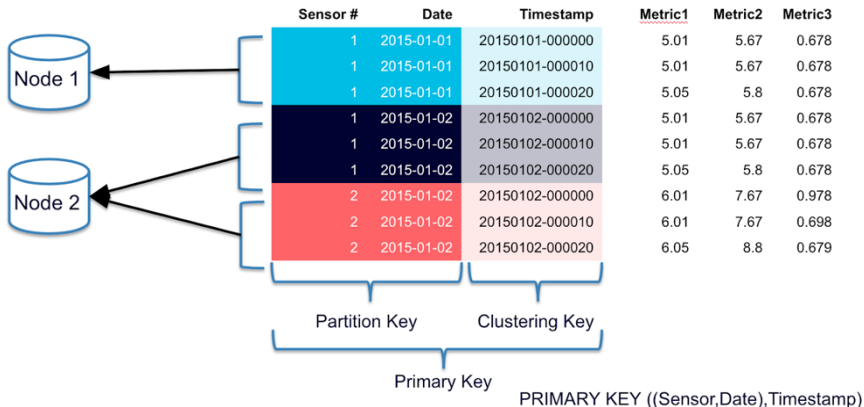 Sensor # Date Timestamp Metric1 Metric2 Metric3
1 2015-01-01 20150101-000000 5.01 5.67 0.678
1 2015-01-01 20150101-000010 5.01 5.67 0.678
1 2015-01-01 20150101-000020 5.05 5.8 0.678
1 2015-01-02 20150102-000000 5.01 5.67 0.678
1 2015-01-02 20150102-000010 5.01 5.67 0.678
1 2015-01-02 20150102-000020 5.05 5.8 0.678
2 2015-01-02 20150102-000000 6.01 7.67 0.978
2 2015-01-02 20150102-000010 6.01 7.67 0.698
2 2015-01-02 20150102-000020 6.05 8.8 0.679
Node 1
Node 2
Partition Key Clustering Key
Primary Key
PRIMARY KEY ((Sensor,Date),Timestamp)